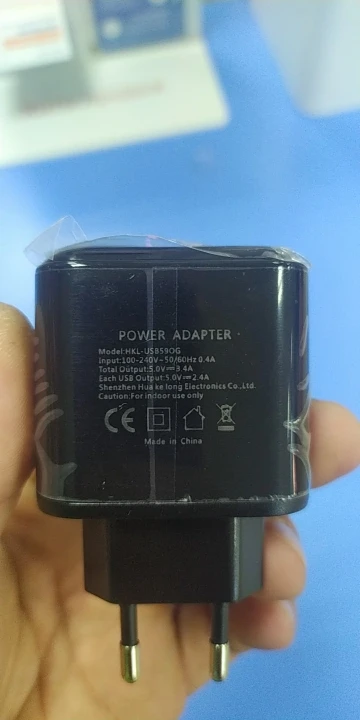 POWER ADAPTER
Model:HKL-USB59OG
Input:100-240V~50/60Hz 0.4A
Total Output:5.0V⎓3.4A
Each USB Output:5.0V⎓2.4A
Shenzhen Hua ke long Electronics Co.,Ltd.
Caution:For indoor use only
CE
Made in China